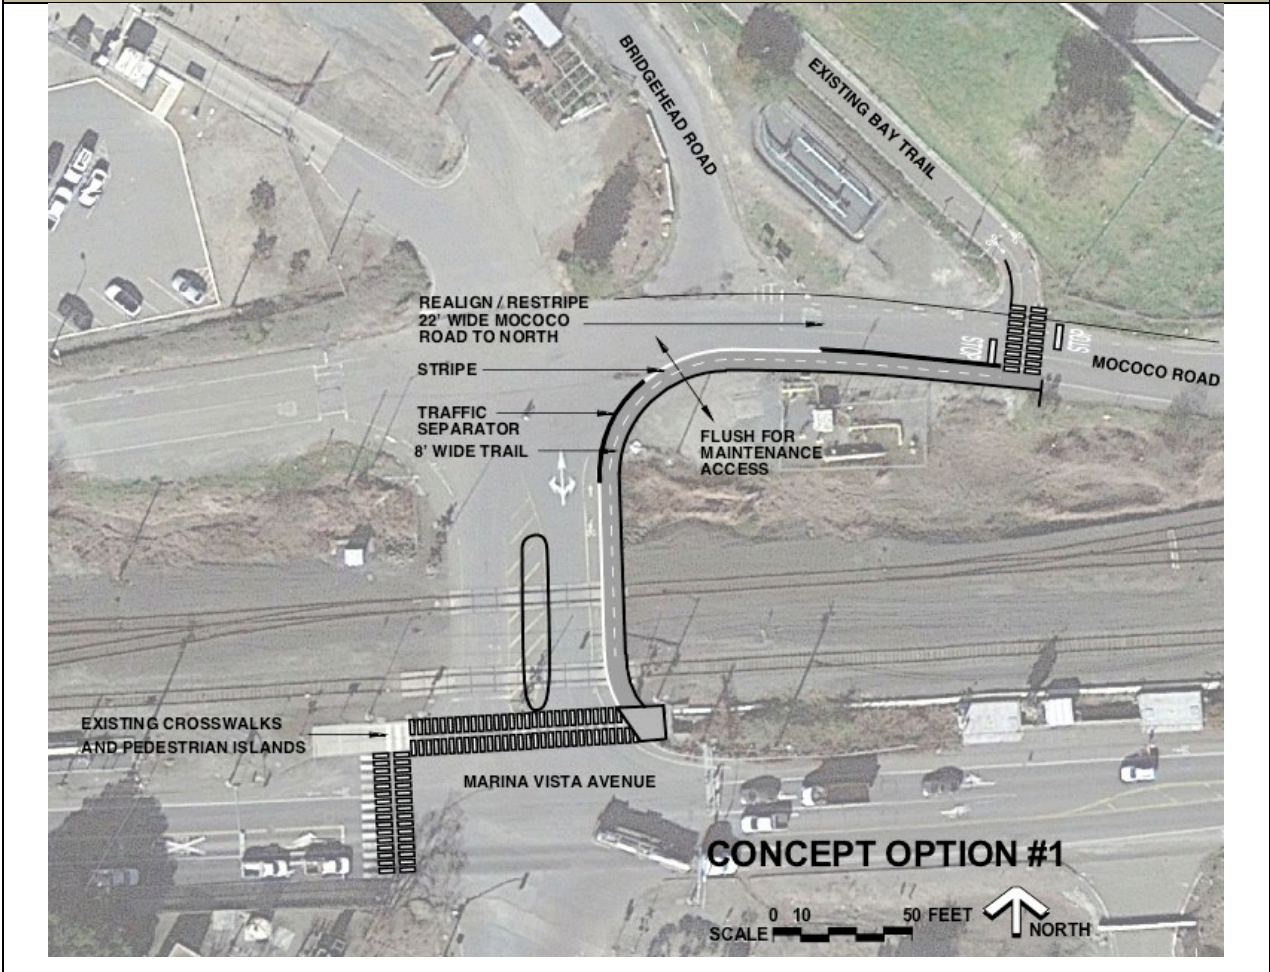 BRIDGEHEAD ROAD
EXISTING BAY TRAIL
REALIGN / RESTRIPE
22' WIDE MOCOCO
ROAD TO NORTH
STOP
STOP
MOCOCO ROAD
STRIPE
TRAFFIC
SEPARATOR
8' WIDE TRAIL
FLUSH FOR
MAINTENANCE
ACCESS
EXISTING CROSSWALKS
AND PEDESTRIAN ISLANDS
MARINA VISTA AVENUE
CONCEPT OPTION #1
0 10 50 FEET
SCALE
NORTH